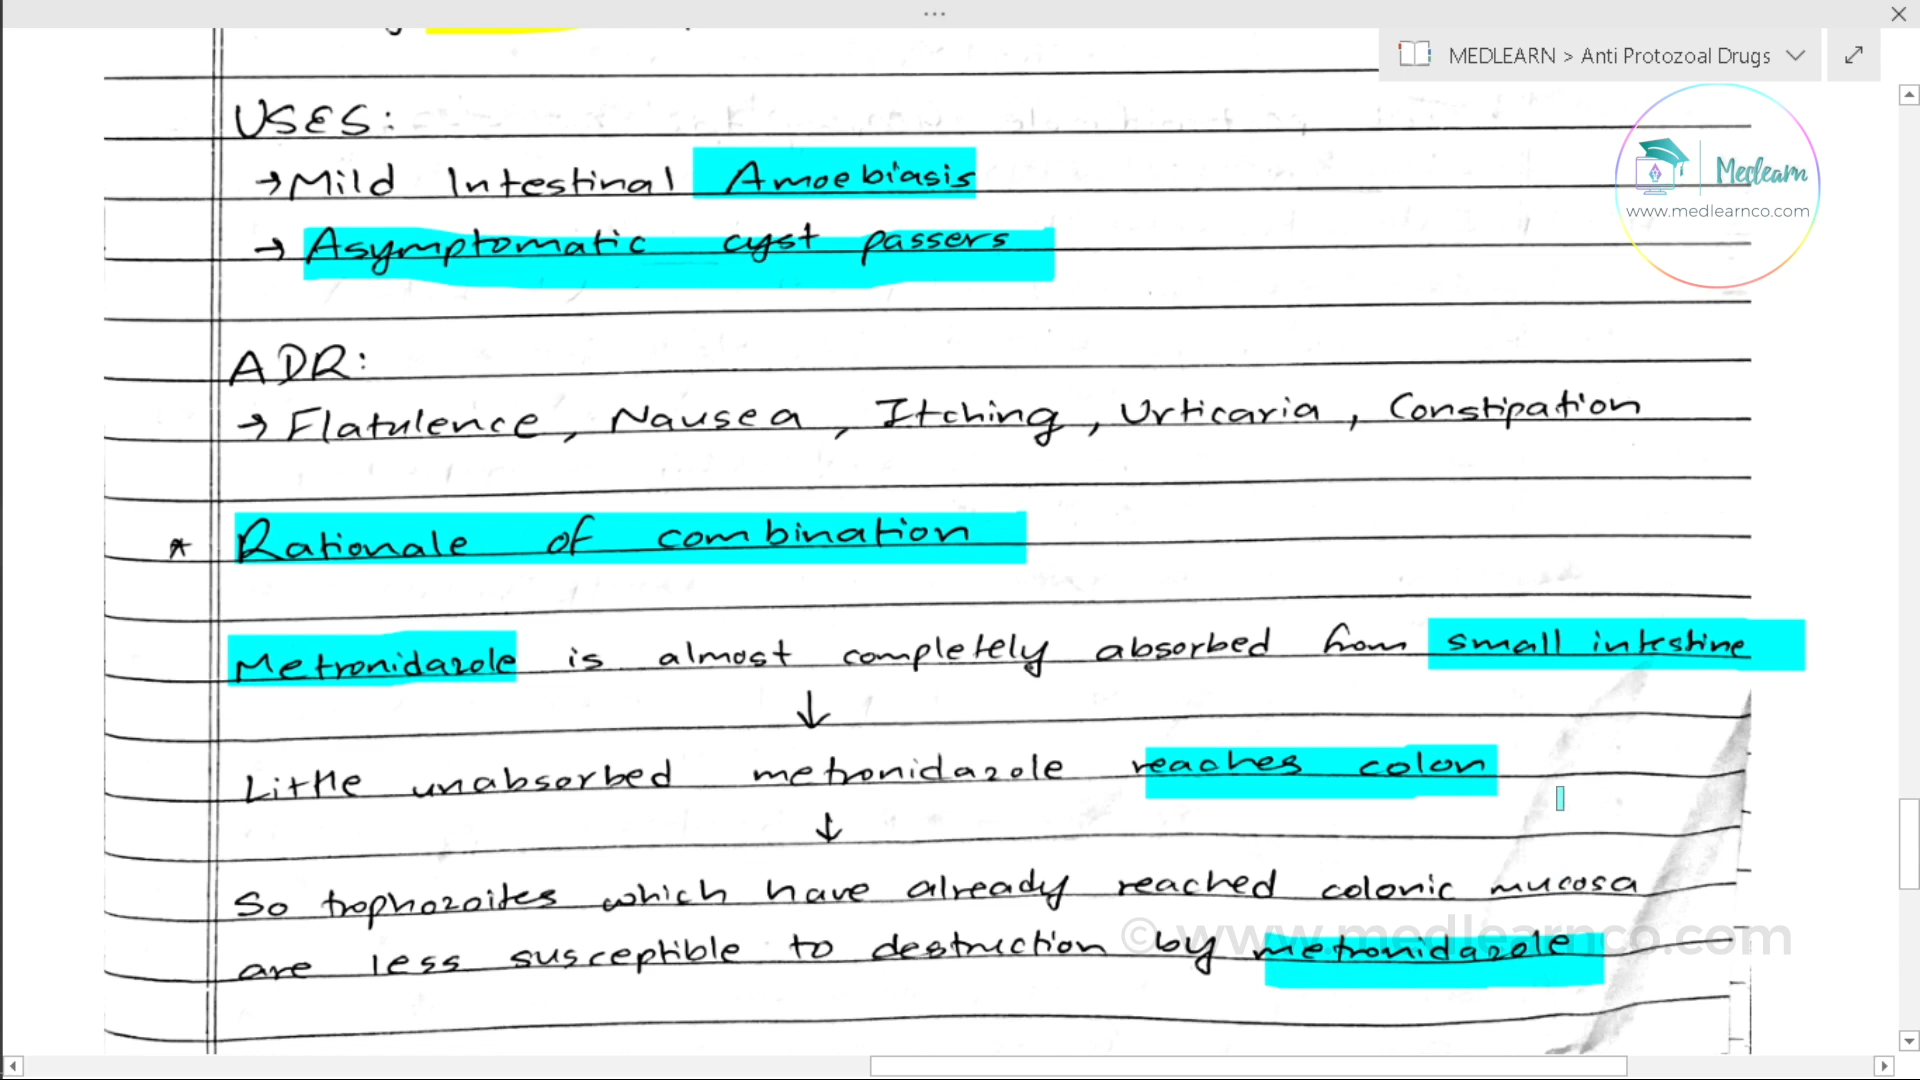 MEDLEARN > Anti Protozoal Drugs
Medlearn
www.medlearnco.com
USES:
→ Mild Intestinal Amoebiasis
→ Asymptomatic cyst passers
ADR:
→ Flatulence, Nausea, Itching, Urticaria, Constipation
* Rationale of combination
Metronidazole is almost completely absorbed from small intestine
↓
Little unabsorbed metronidazole reaches colon
↓
So trophozoites which have already reached colonic mucosa
are less susceptible to destruction by metronidazole
© www.medlearnco.com